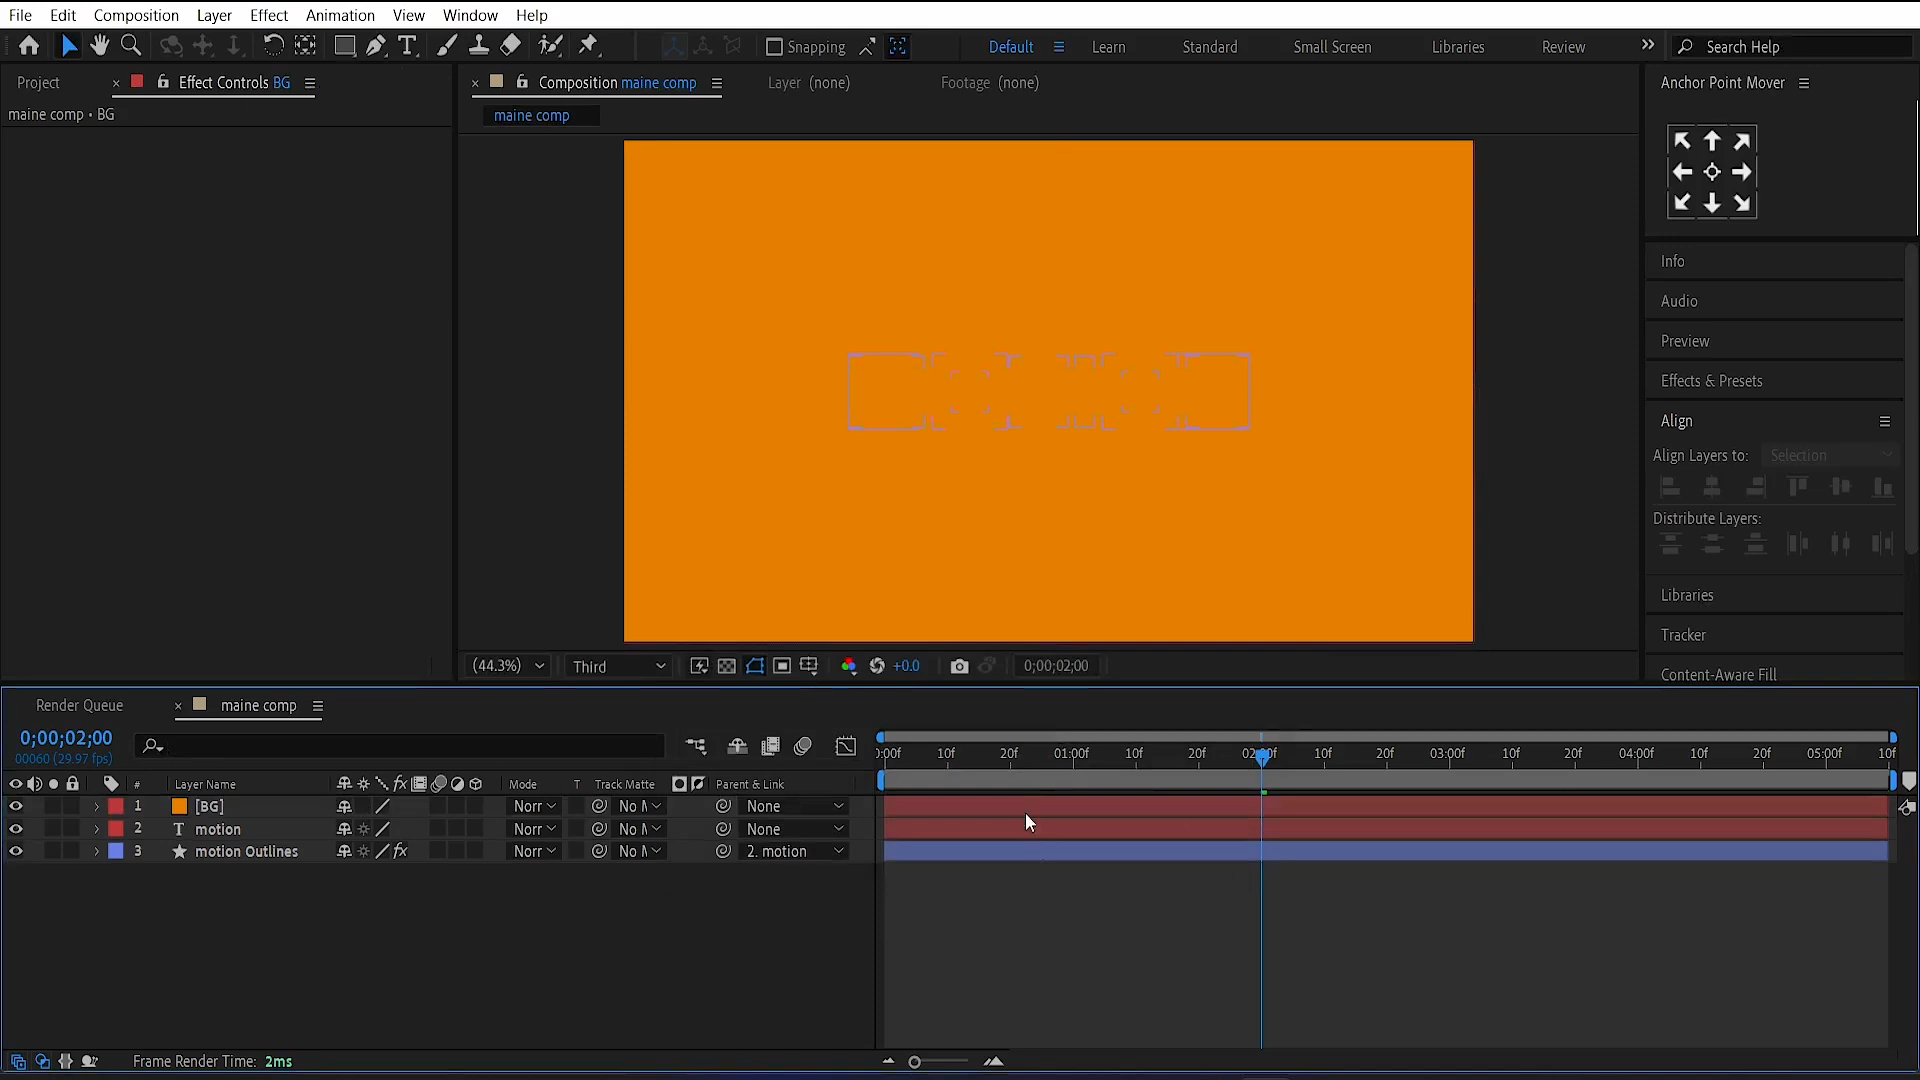 File Edit Composition Layer Effect Animation View Window Help
Snapping Default Learn Standard Small Screen Libraries Review Search Help
Project × Effect Controls BG × Composition maine comp Layer (none) Footage (none) Anchor Point Mover
maine comp • BG
maine comp
Info
Audio
Preview
Effects & Presets
Align
Align Layers to: Selection
Distribute Layers:
Libraries
Tracker
Content-Aware Fill
(44.3%) Third +0.0 0;00;02;00
Render Queue × maine comp
0;00;02;00
00060 (29.97 fps)
):00f 10f 20f 01:00f 10f 20f 02:00f 10f 20f 03:00f 10f 20f 04:00f 10f 20f 05:00f 10f
# Layer Name Mode T Track Matte Parent & Link
1 [BG] Norr No M None
2 T motion Norr No M None
3 motion Outlines fx Norr No M 2. motion
Frame Render Time: 2ms